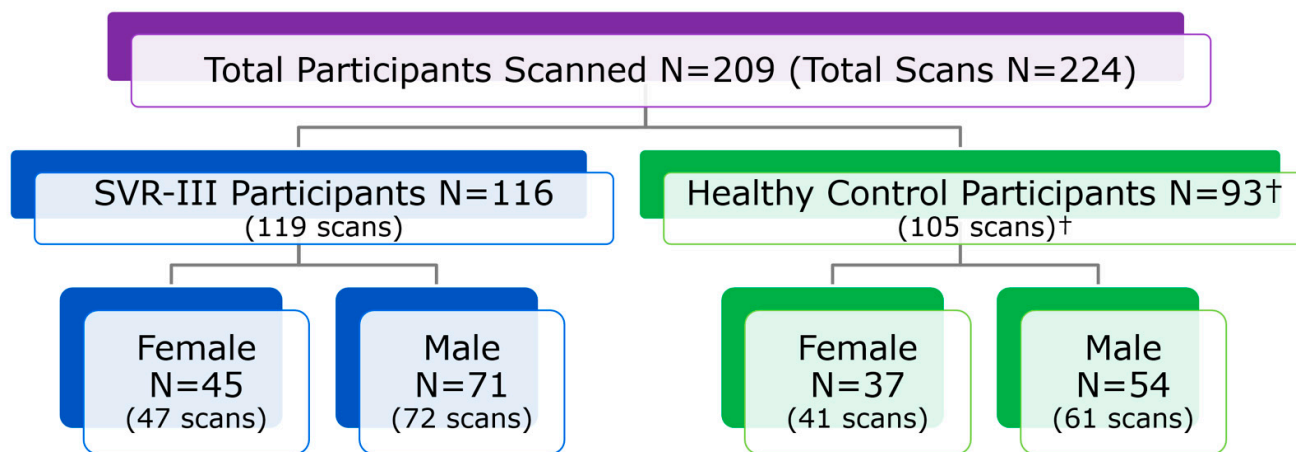 Total Participants Scanned N=209 (Total Scans N=224)
SVR-III Participants N=116
(119 scans)
Healthy Control Participants N=93†
(105 scans)†
Female
N=45
(47 scans)
Male
N=71
(72 scans)
Female
N=37
(41 scans)
Male
N=54
(61 scans)